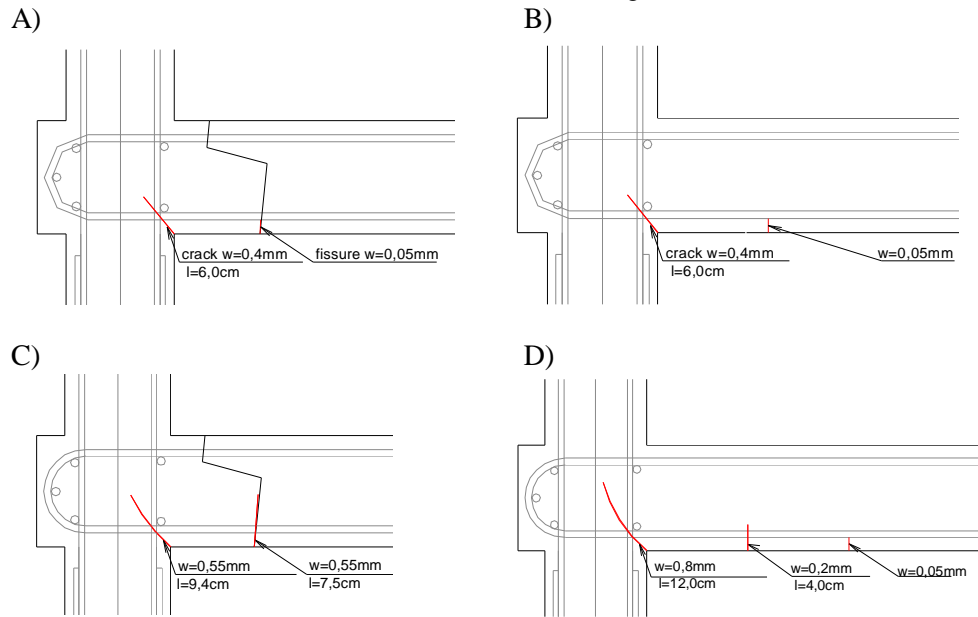 A)
B)
crack w=0,4mm
l=6,0cm
fissure w=0,05mm
crack w=0,4mm
l=6,0cm
w=0,05mm
C)
D)
w=0,55mm
l=9,4cm
w=0,55mm
l=7,5cm
w=0,8mm
l=12,0cm
w=0,2mm
l=4,0cm
w=0,05mm